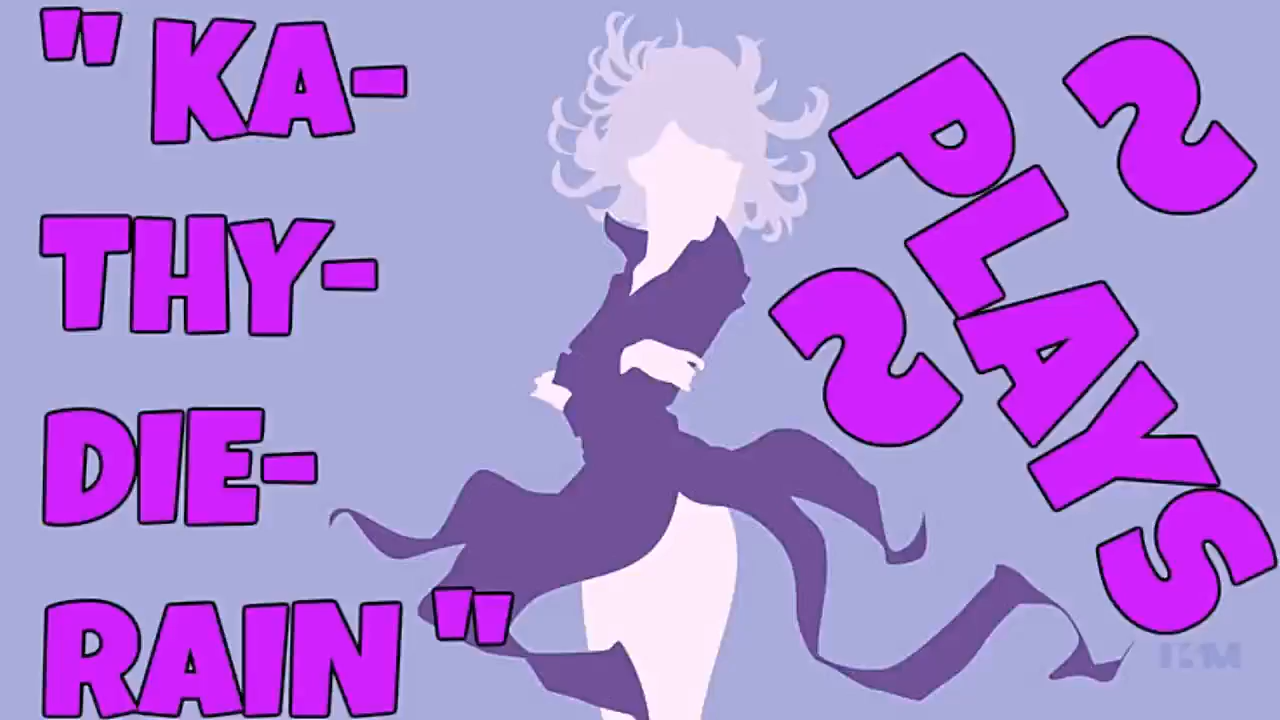 " KA-
THY-
DIE-
RAIN "
~ PLAYS ~